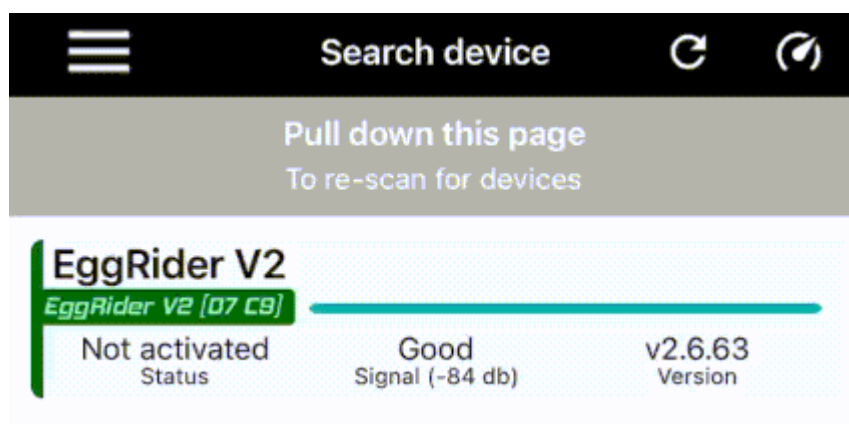 Search device
Pull down this page
To re-scan for devices
EggRider V2
EggRider V2 [07 C9]
Not activated Good v2.6.63
Status Signal (-84 db) Version